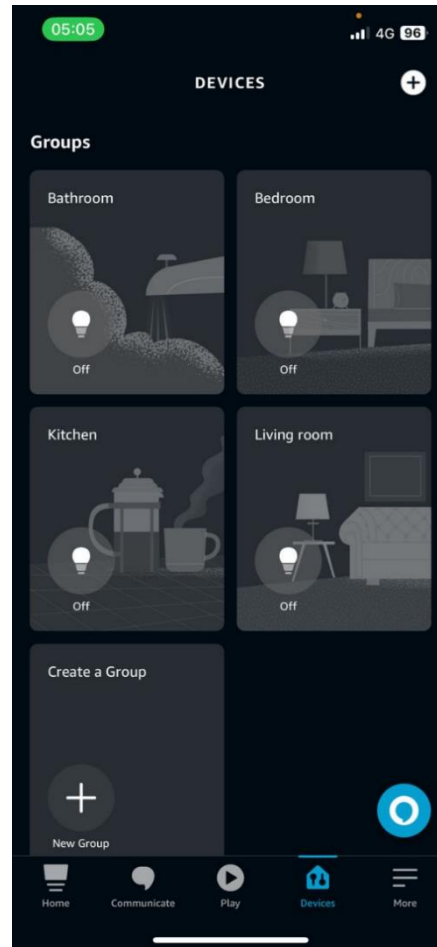 05:05 4G 96
DEVICES
Groups
Bathroom Bedroom
Off Off
Kitchen Living room
Off Off
Create a Group
New Group
Home Communicate Play Devices More